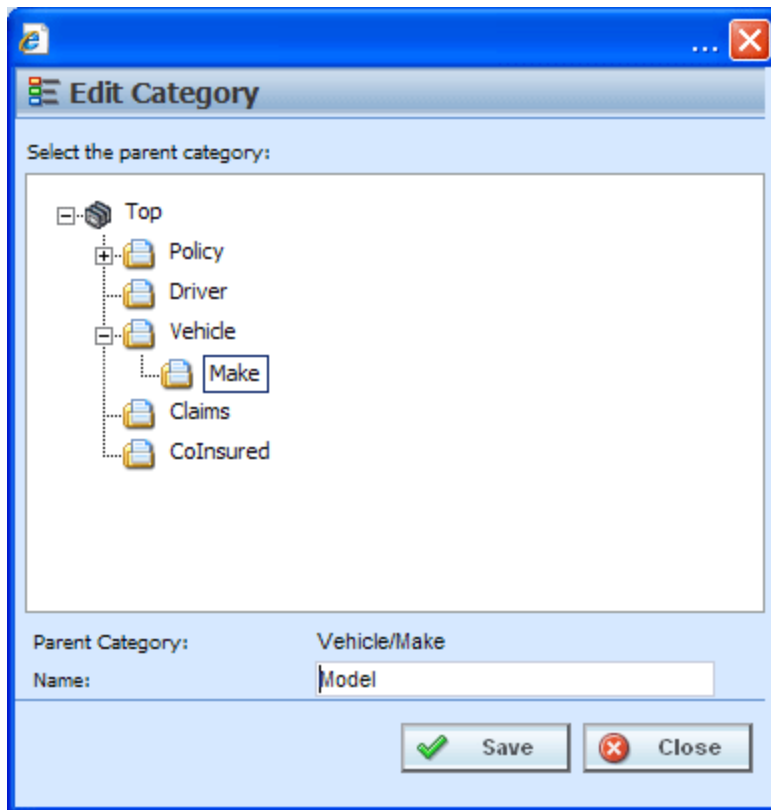 ...
Edit Category
Select the parent category:
Top
Policy
Driver
Vehicle
Make
Claims
CoInsured
Parent Category: Vehicle/Make
Name: Model
Save Close